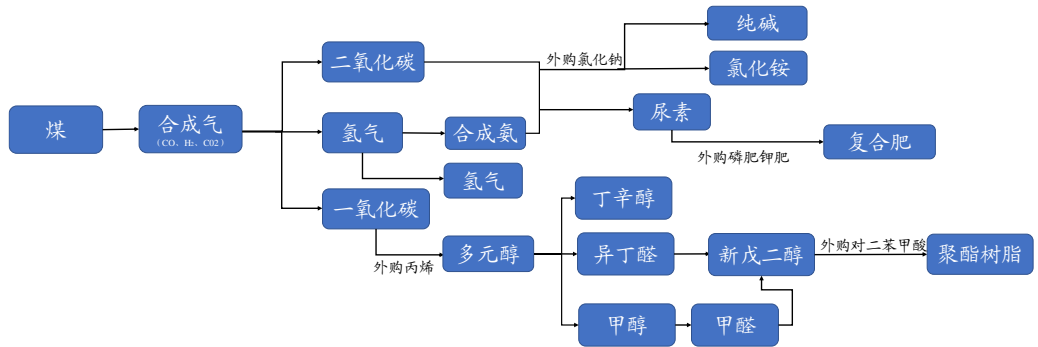 纯碱
二氧化碳
外购氯化钠
氯化铵
煤
合成气
(CO、H₂、CO2)
氢气
合成氨
尿素
外购磷肥钾肥
复合肥
氢气
一氧化碳
丁辛醇
外购丙烯
多元醇
异丁醛
新戊二醇
外购对二苯甲酸
聚酯树脂
甲醇
甲醛